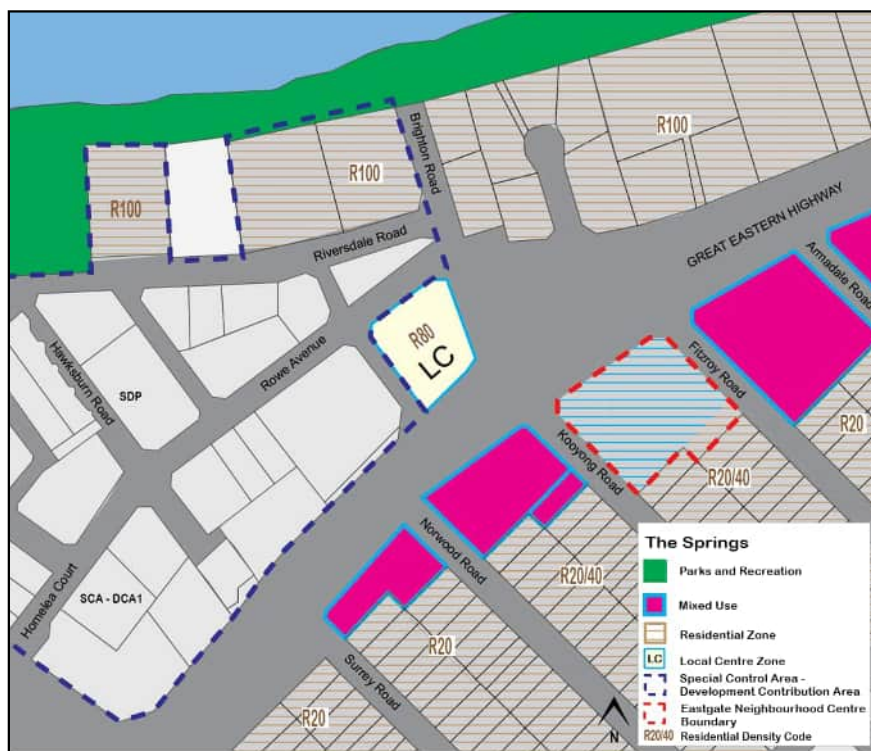 Brighton Road
R100
R100
R100
GREAT EASTERN HIGHWAY
Riversdale Road
Armadale Road
R80
LC
Rowe Avenue
Hawksburn Road
SDP
Fitzroy Road
R20
Kooyong Road
R20/40
Norwood Road
R20/40
Homelea Court
SCA - DCA1
R20
Surrey Road
R20
The Springs
Parks and Recreation
Mixed Use
Residential Zone
LC Local Centre Zone
Special Control Area -
Development Contribution Area
Eastgate Neighbourhood Centre
Boundary
R20/40 Residential Density Code
N